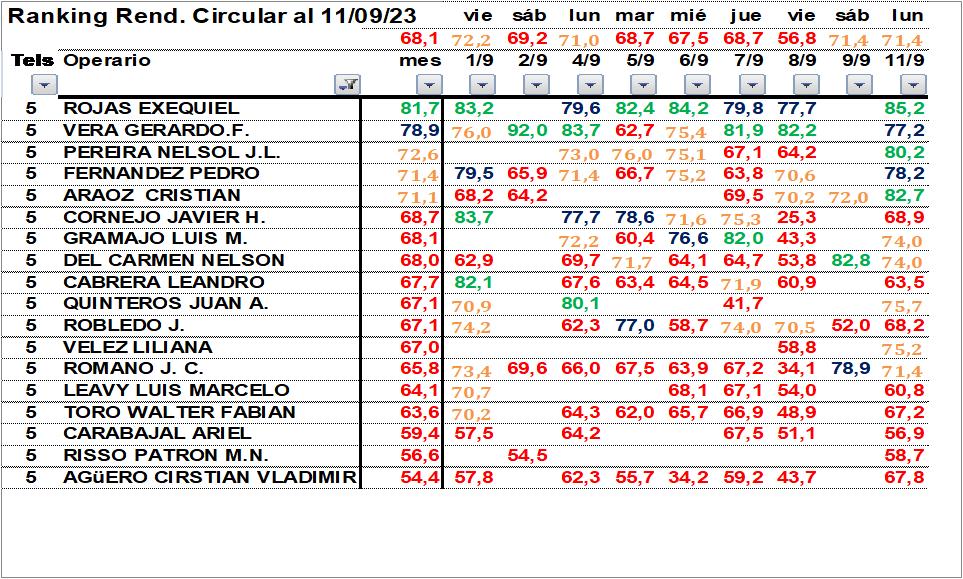 Ranking Rend. Circular al 11/09/23 vie sáb lun mar mié jue vie sáb lun
68,1 72,2 69,2 71,0 68,7 67,5 68,7 56,8 71,4 71,4
Tels Operario mes 1/9 2/9 4/9 5/9 6/9 7/9 8/9 9/9 11/9
5 ROJAS EXEQUIEL 81,7 83,2 79,6 82,4 84,2 79,8 77,7 85,2
5 VERA GERARDO.F. 78,9 76,0 92,0 83,7 62,7 75,4 81,9 82,2 77,2
5 PEREIRA NELSOL J.L. 72,6 73,0 76,0 75,1 67,1 64,2 80,2
5 FERNANDEZ PEDRO 71,4 79,5 65,9 71,4 66,7 75,2 63,8 70,6 78,2
5 ARAOZ CRISTIAN 71,1 68,2 64,2 69,5 70,2 72,0 82,7
5 CORNEJO JAVIER H. 68,7 83,7 77,7 78,6 71,6 75,3 25,3 68,9
5 GRAMAJO LUIS M. 68,1 72,2 60,4 76,6 82,0 43,3 74,0
5 DEL CARMEN NELSON 68,0 62,9 69,7 71,7 64,1 64,7 53,8 82,8 74,0
5 CABRERA LEANDRO 67,7 82,1 67,6 63,4 64,5 71,9 60,9 63,5
5 QUINTEROS JUAN A. 67,1 70,9 80,1 41,7 75,7
5 ROBLEDO J. 67,1 74,2 62,3 77,0 58,7 74,0 70,5 52,0 68,2
5 VELEZ LILIANA 67,0 58,8 75,2
5 ROMANO J. C. 65,8 73,4 69,6 66,0 67,5 63,9 67,2 34,1 78,9 71,4
5 LEAVY LUIS MARCELO 64,1 70,7 68,1 67,1 54,0 60,8
5 TORO WALTER FABIAN 63,6 70,2 64,3 62,0 65,7 66,9 48,9 67,2
5 CARABAJAL ARIEL 59,4 57,5 64,2 67,5 51,1 56,9
5 RISSO PATRON M.N. 56,6 54,5 58,7
5 AGüERO CIRSTIAN VLADIMIR 54,4 57,8 62,3 55,7 34,2 59,2 43,7 67,8